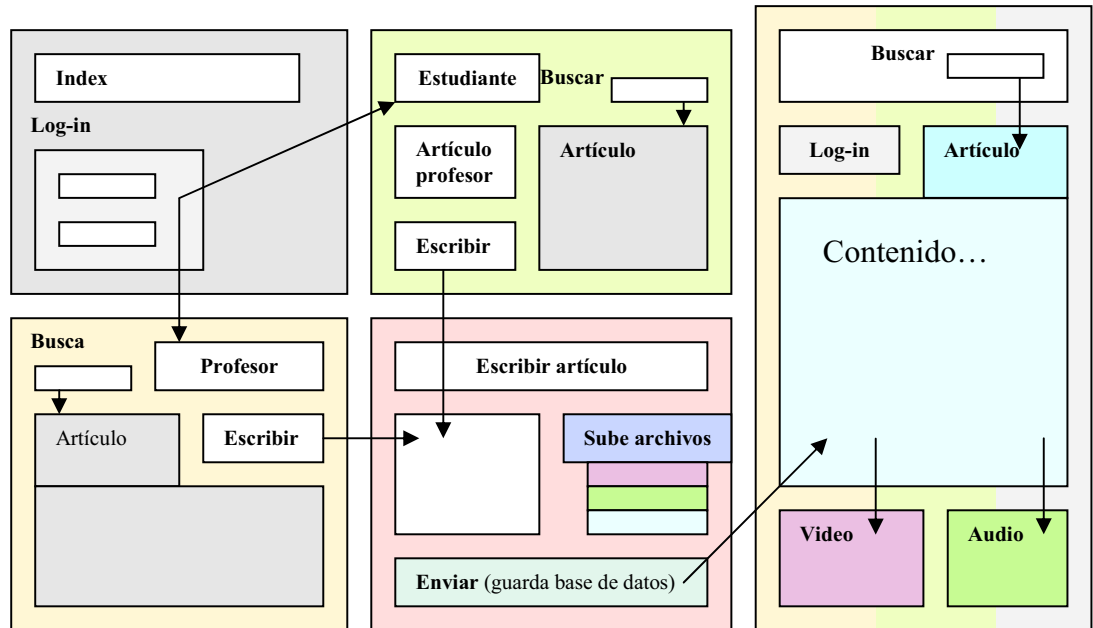 Index
Log-in
Estudiante
Buscar
Artículo
profesor
Artículo
Escribir
Busca
Profesor
Artículo
Escribir
Escribir artículo
Sube archivos
Enviar (guarda base de datos)
Buscar
Log-in
Artículo
Contenido…
Video
Audio